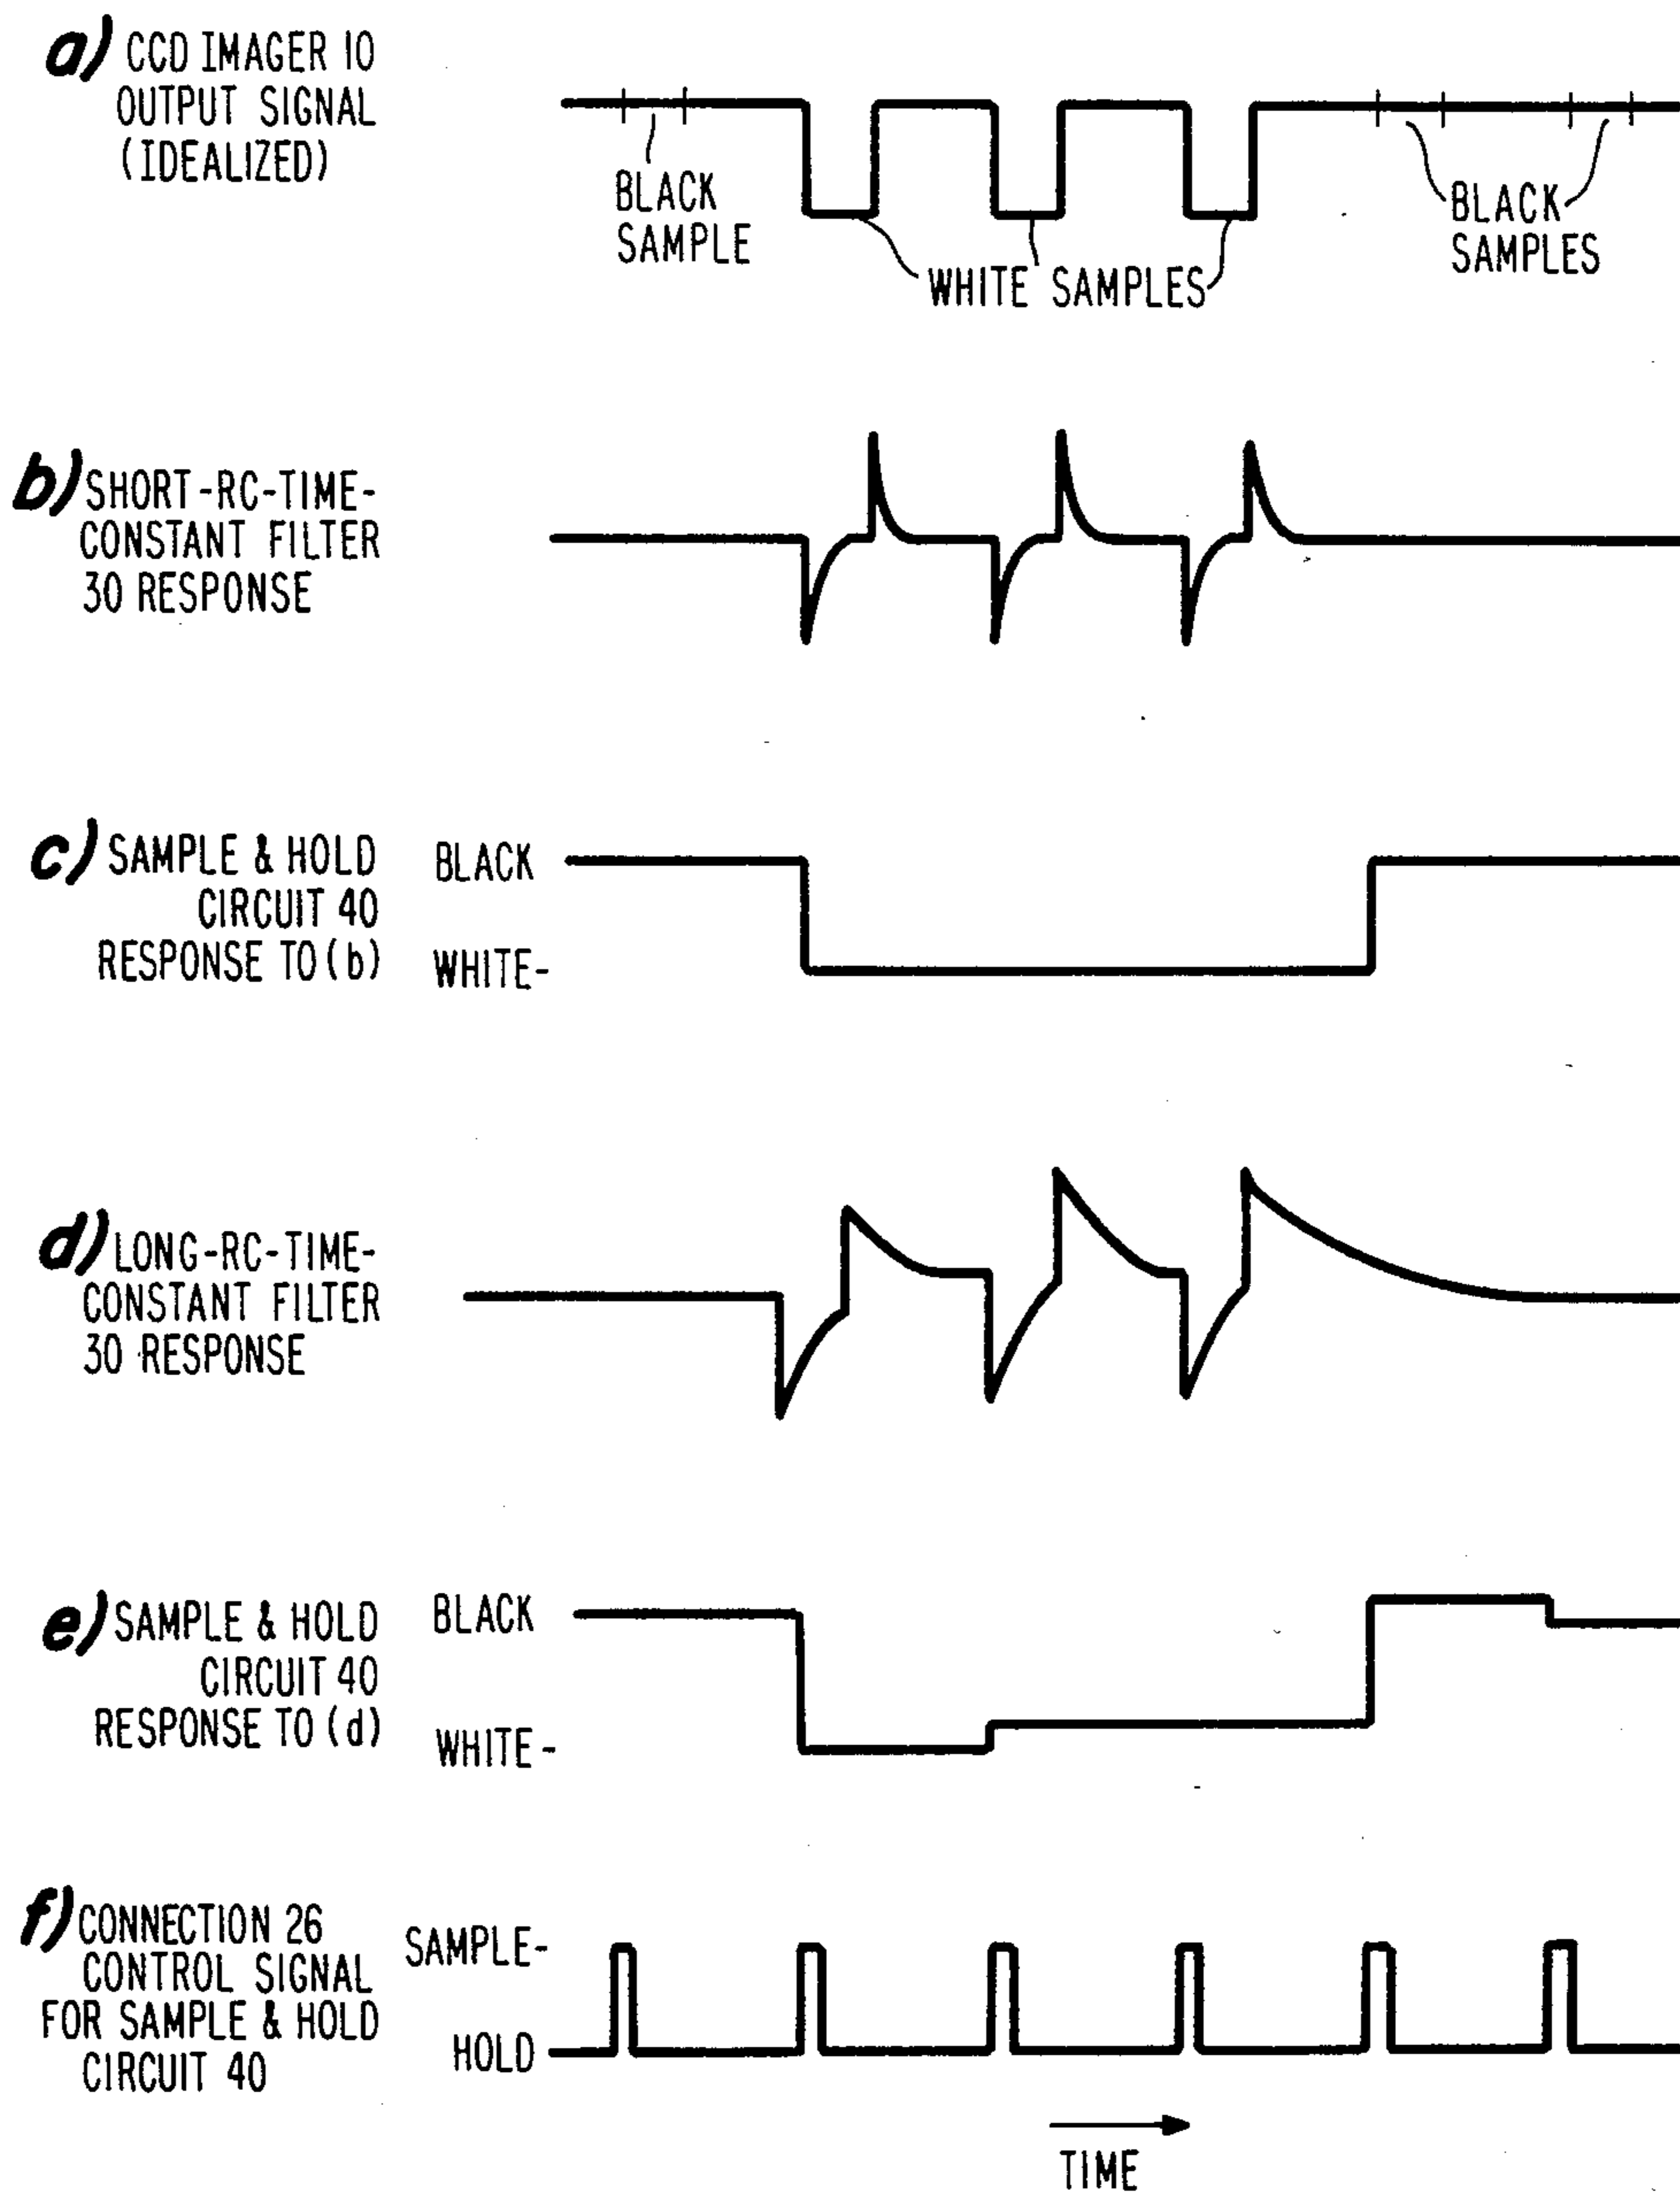 a) CCD IMAGER 10
OUTPUT SIGNAL
(IDEALIZED)
BLACK
SAMPLE
WHITE SAMPLES
BLACK
SAMPLES
b) SHORT-RC-TIME-
CONSTANT FILTER
30 RESPONSE
c) SAMPLE & HOLD
CIRCUIT 40
RESPONSE TO (b)
BLACK
WHITE-
d) LONG-RC-TIME-
CONSTANT FILTER
30 RESPONSE
e) SAMPLE & HOLD
CIRCUIT 40
RESPONSE TO (d)
BLACK
WHITE-
f) CONNECTION 26
CONTROL SIGNAL
FOR SAMPLE & HOLD
CIRCUIT 40
SAMPLE-
HOLD
TIME